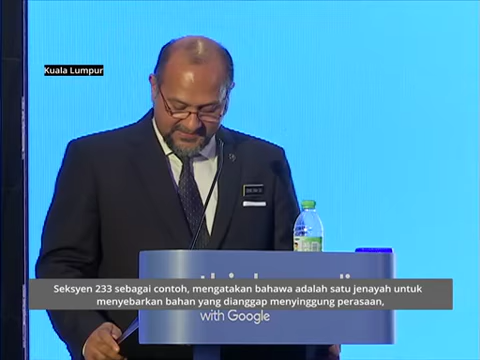 Kuala Lumpur
Seksyen 233 sebagai contoh, mengatakan bahawa adalah satu jenayah untuk
menyebarkan bahan yang dianggap menyinggung perasaan,
with Google